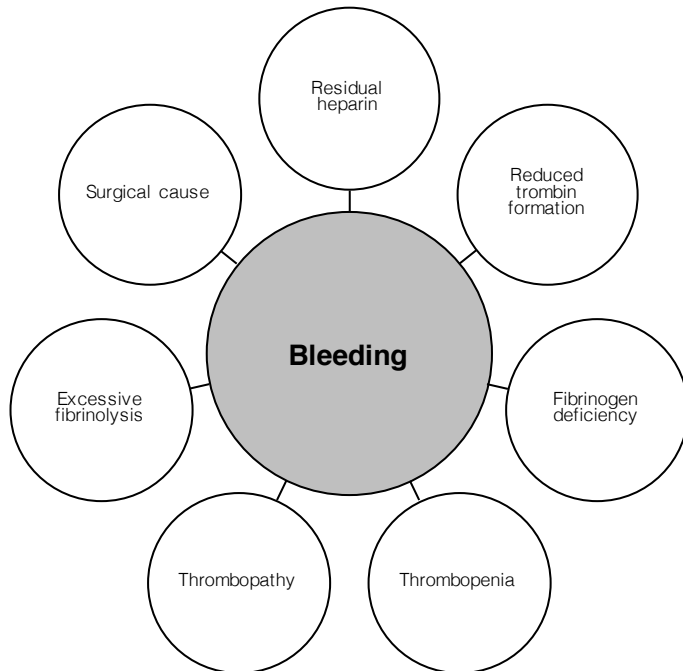 Residual
heparin
Reduced
trombin
formation
Surgical cause
Bleeding
Excessive
fibrinolysis
Fibrinogen
deficiency
Thrombopathy
Thrombopenia